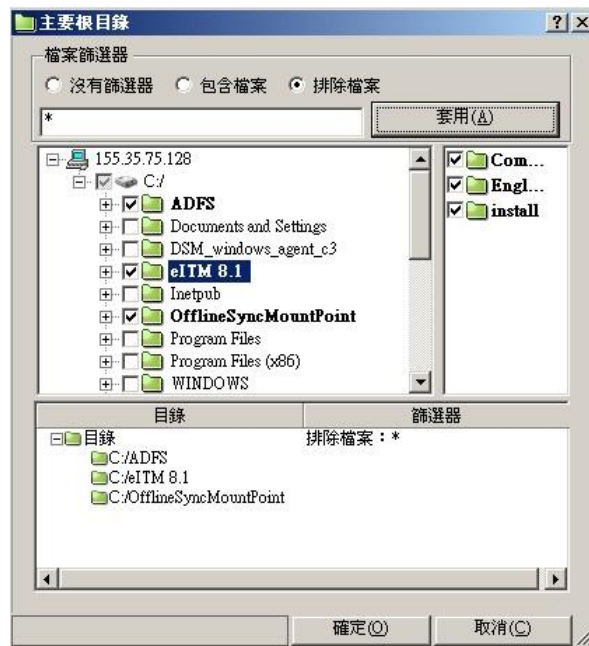 主要根目錄
檔案篩選器
沒有篩選器 包含檔案 排除檔案
* 套用(A)
155.35.75.128
C:/
ADFS
Documents and Settings
DSM_windows_agent_c3
eITM 8.1
Inetpub
OfflineSyncMountPoint
Program Files
Program Files (x86)
WINDOWS
Com...
Engl...
install
目錄 篩選器
目錄 排除檔案：*
C:/ADFS
C:/eITM 8.1
C:/OfflineSyncMountPoint
確定(O) 取消(C)